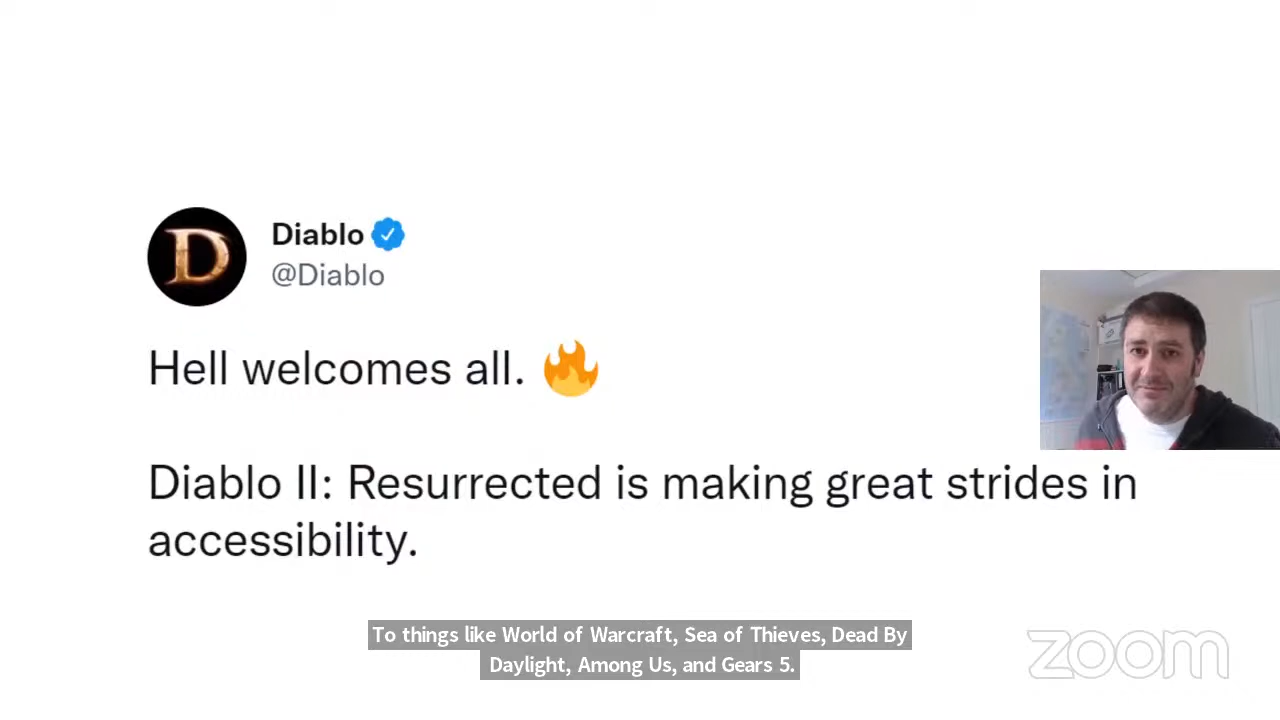 D
Diablo
@Diablo
Hell welcomes all. 🔥
Diablo II: Resurrected is making great strides in
accessibility.
To things like World of Warcraft, Sea of Thieves, Dead By
Daylight, Among Us, and Gears 5.
zoom